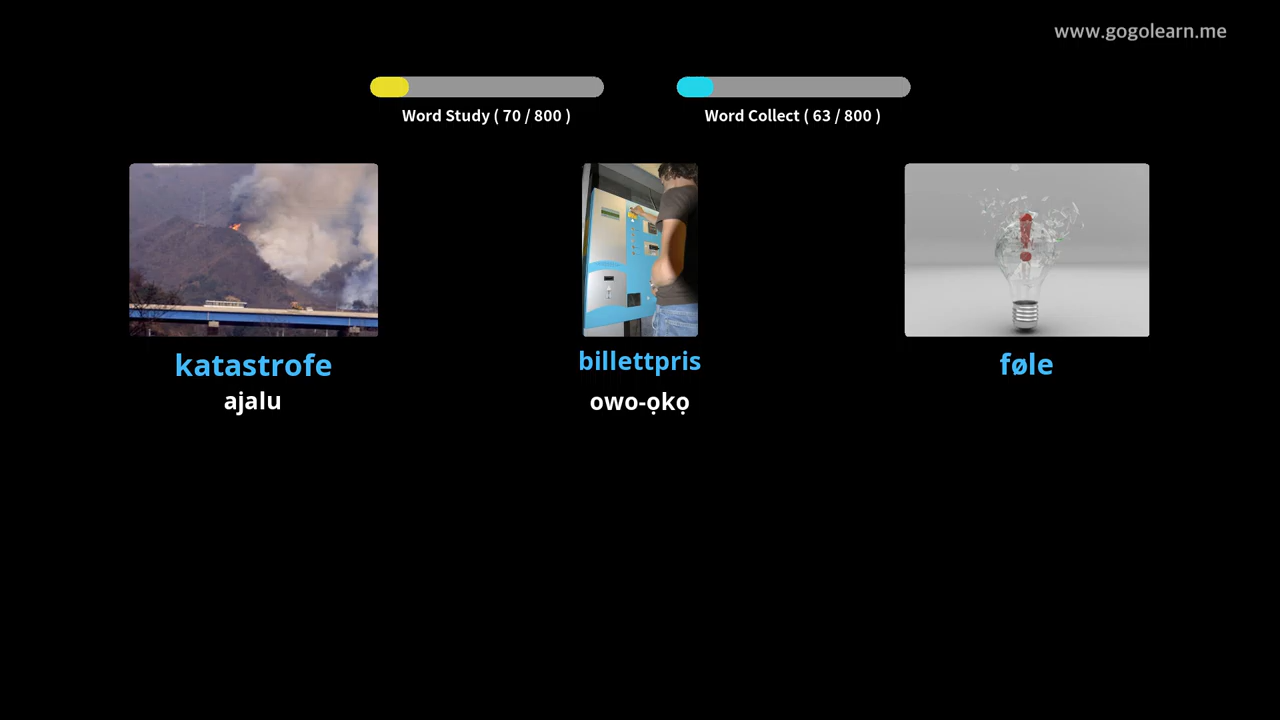 www.gogolearn.me
Word Study ( 70 / 800 )
Word Collect ( 63 / 800 )
katastrofe
ajalu
billettpris
owo-ọkọ
føle